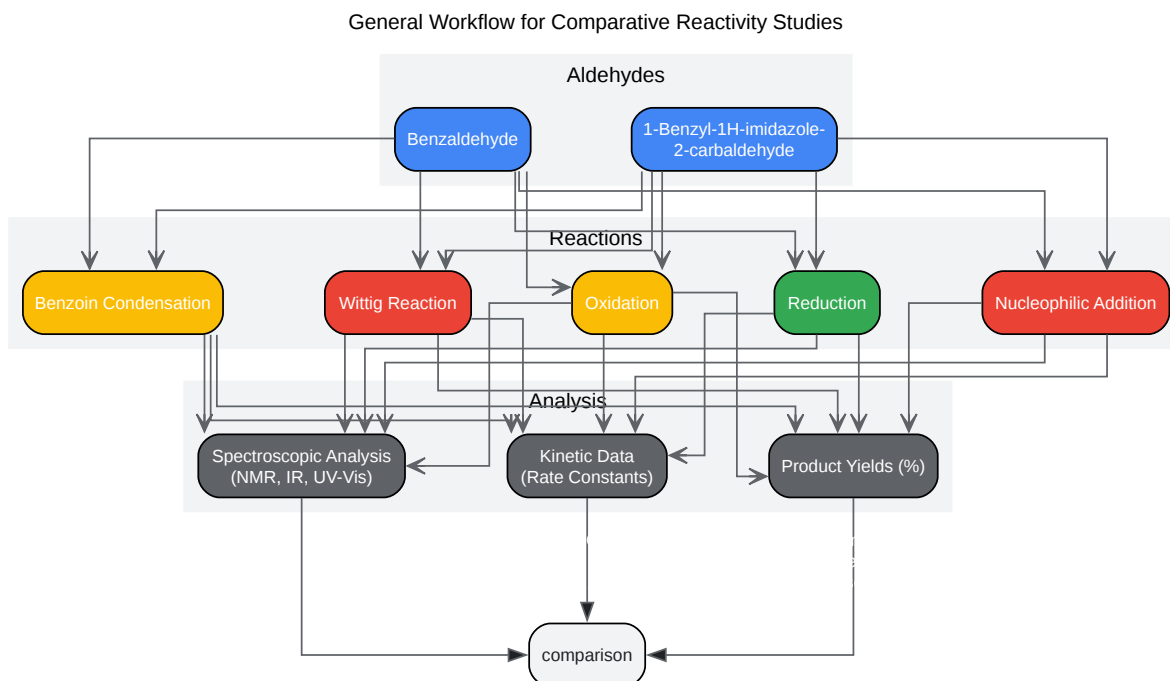 General Workflow for Comparative Reactivity Studies
Aldehydes
Benzaldehyde
1-Benzyl-1H-imidazole-
2-carbaldehyde
Reactions
Benzoin Condensation
Wittig Reaction
Oxidation
Reduction
Nucleophilic Addition
Analysis
Spectroscopic Analysis
(NMR, IR, UV-Vis)
Kinetic Data
(Rate Constants)
Product Yields (%)
comparison